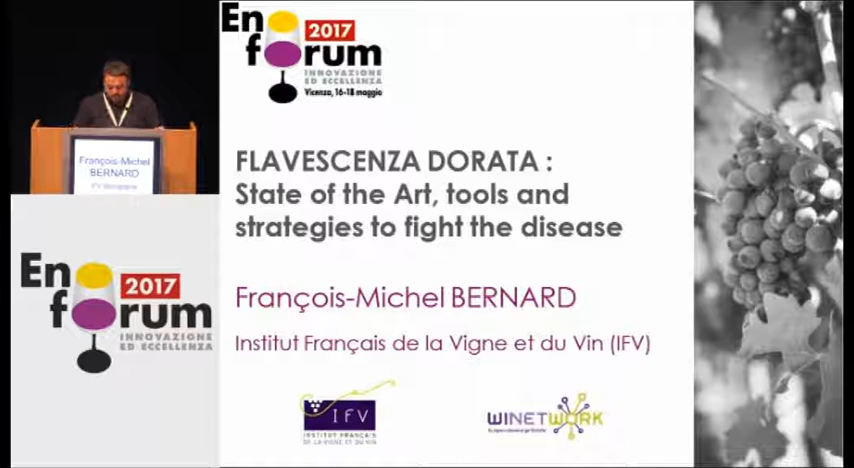 En
forum
2017
INNOVAZIONE
ED ECCELLENZA
Vicenza, 16-18 maggio
François-Michel
BERNARD
FLAVESCENZA DORATA :
State of the Art, tools and
strategies to fight the disease
François-Michel BERNARD
Institut Français de la Vigne et du Vin (IFV)
En
forum
2017
INNOVAZIONE
ED ECCELLENZA
IFV
INSTITUT FRANÇAIS
DE LA VIGNE ET DU VIN
WINETWORK